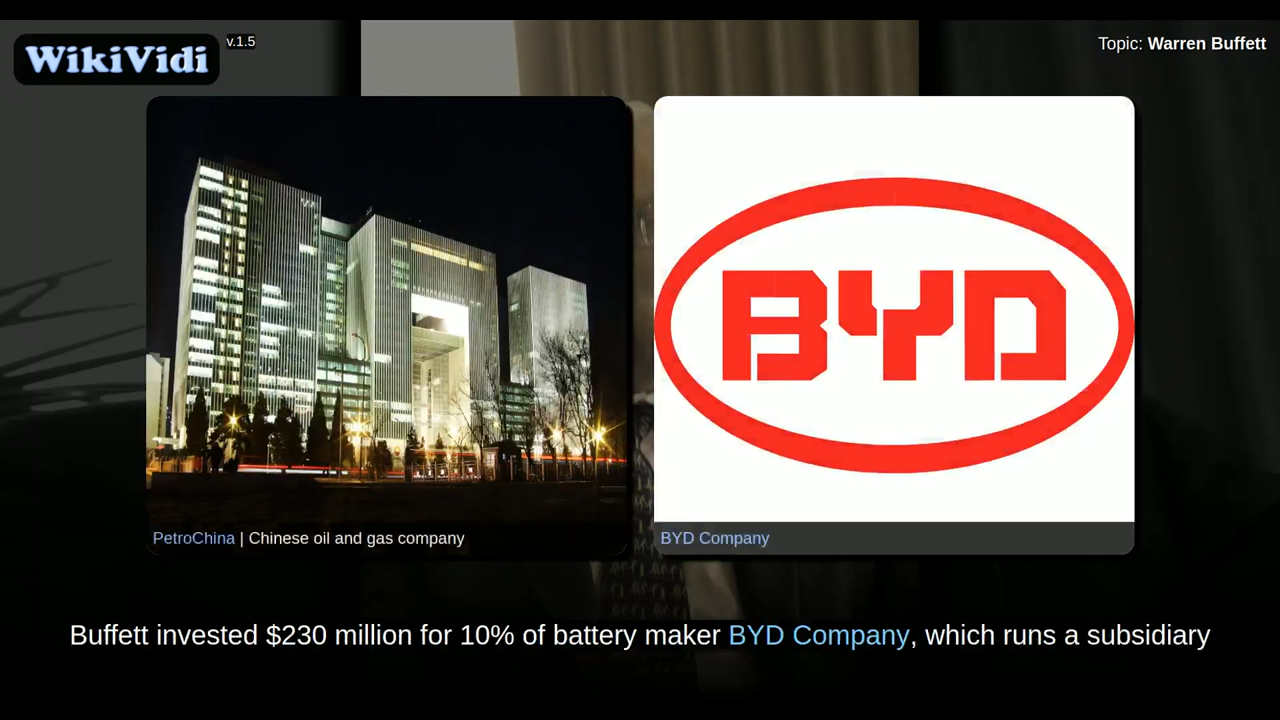 WikiVidi
v.1.5
Topic: Warren Buffett
BYD
PetroChina | Chinese oil and gas company
BYD Company
Buffett invested $230 million for 10% of battery maker BYD Company, which runs a subsidiary